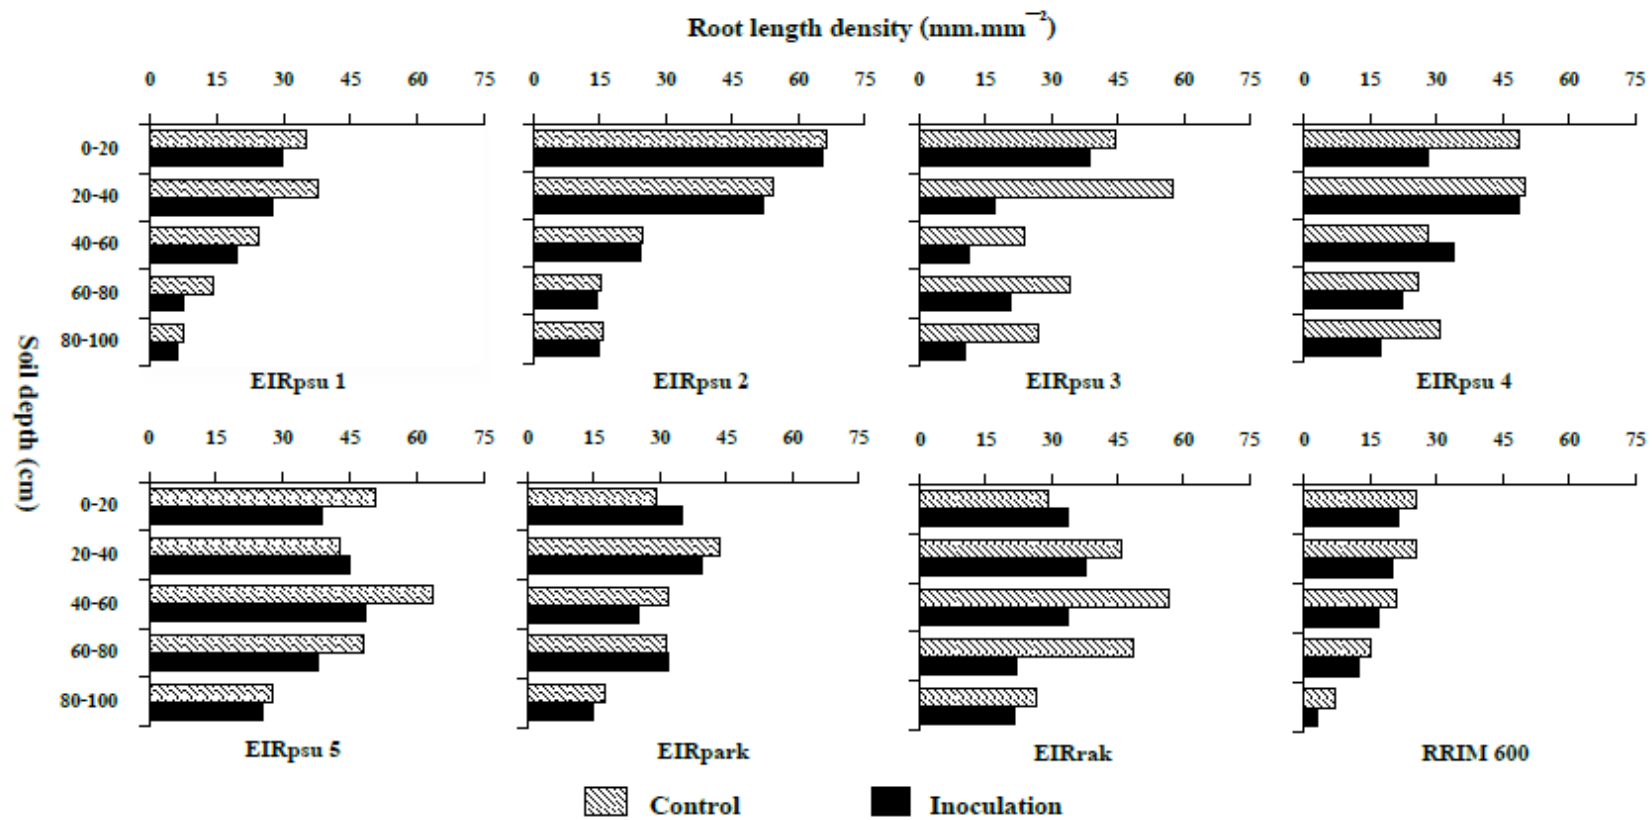 Root length density (mm.mm⁻²)
0 15 30 45 60 75 0 15 30 45 60 75 0 15 30 45 60 75 0 15 30 45 60 75
0-20
20-40
40-60
60-80
80-100
EIRpsu 1 EIRpsu 2 EIRpsu 3 EIRpsu 4
Soil depth (cm)
0 15 30 45 60 75 0 15 30 45 60 75 0 15 30 45 60 75 0 15 30 45 60 75
0-20
20-40
40-60
60-80
80-100
EIRpsu 5 EIRpark EIRrak RRIM 600
Control Inoculation